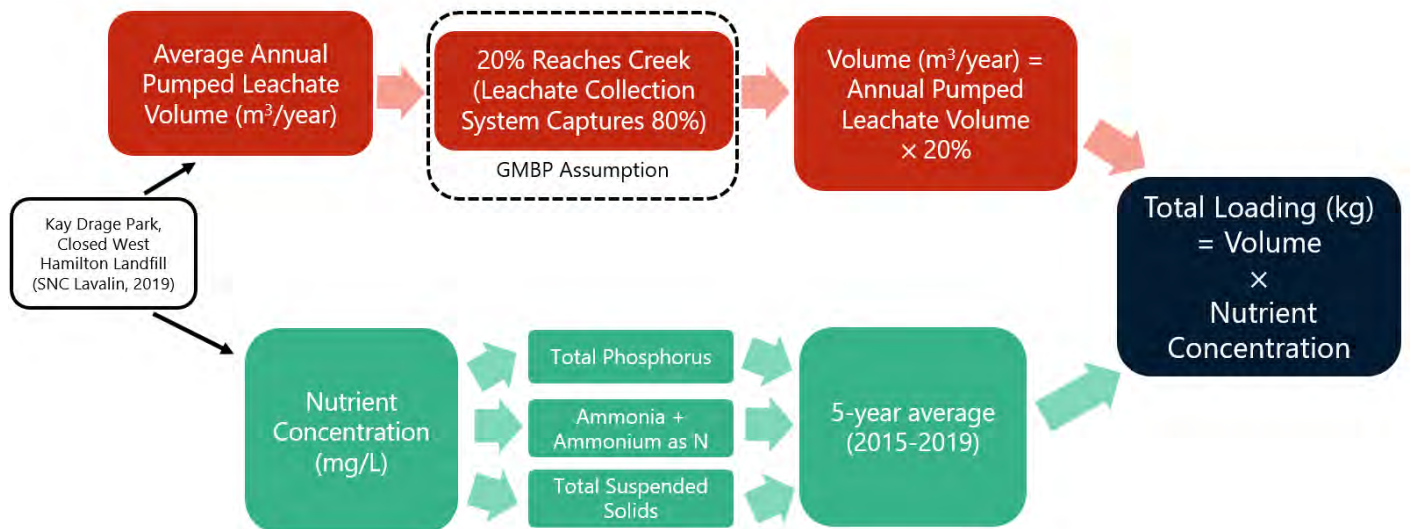 Average Annual
Pumped Leachate
Volume (m³/year)
20% Reaches Creek
(Leachate Collection
System Captures 80%)
GMBP Assumption
Volume (m³/year) =
Annual Pumped
Leachate Volume
× 20%
Kay Drage Park,
Closed West
Hamilton Landfill
(SNC Lavalin, 2019)
Total Loading (kg)
= Volume
×
Nutrient
Concentration
Nutrient
Concentration
(mg/L)
Total Phosphorus
Ammonia +
Ammonium as N
Total Suspended
Solids
5-year average
(2015-2019)